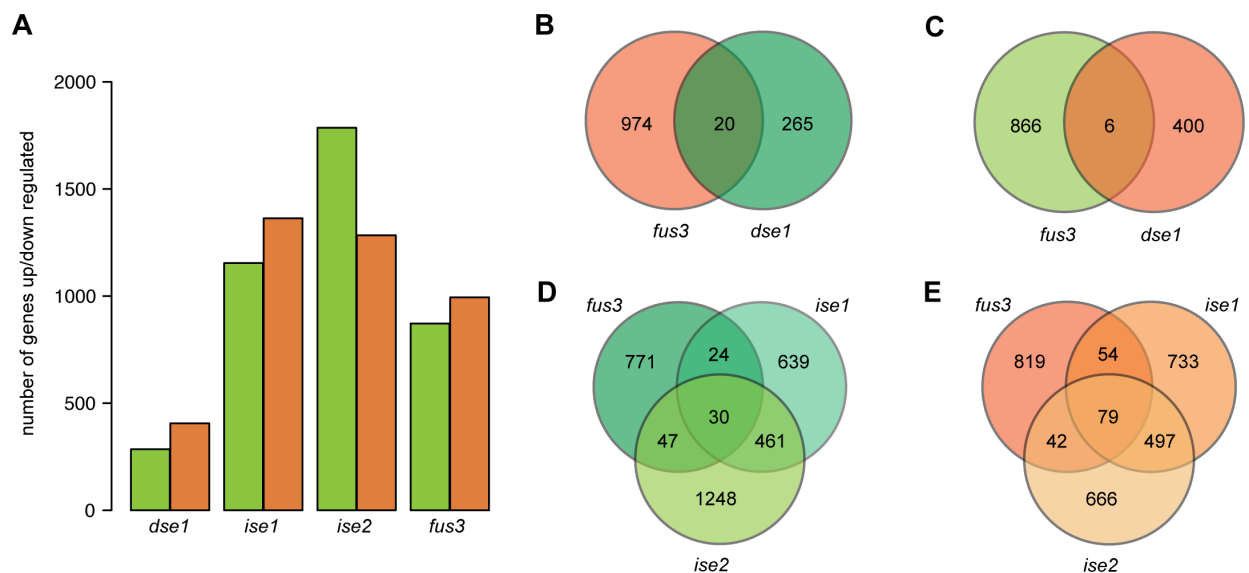 A
number of genes up/down regulated
2000
1500
1000
500
0
dse1 ise1 ise2 fus3
B
974 20 265
fus3 dse1
C
866 6 400
fus3 dse1
D
fus3 ise1
771 24 639
30
47 461
1248
ise2
E
fus3 ise1
819 54 733
79
42 497
666
ise2